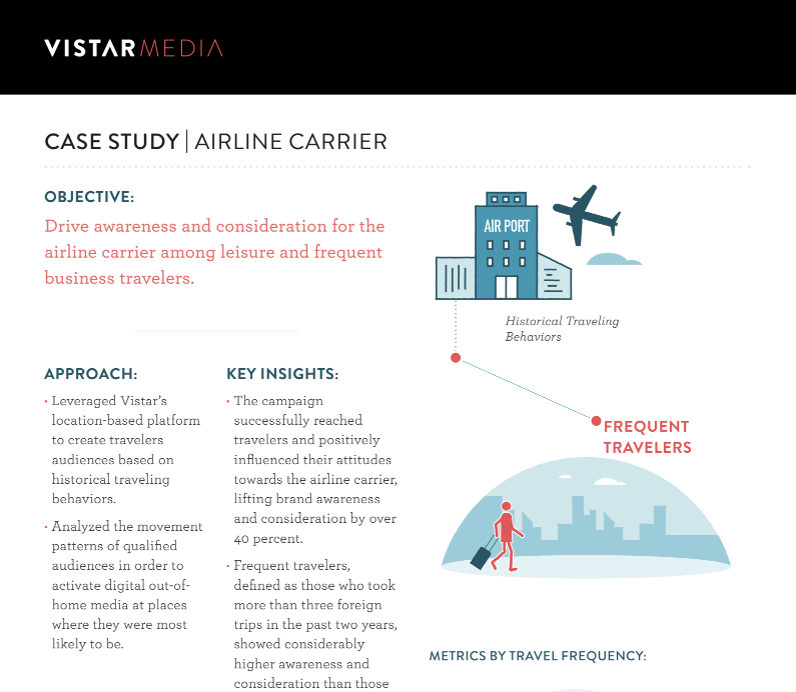 VISTARMEDIA
CASE STUDY | AIRLINE CARRIER
OBJECTIVE:
Drive awareness and consideration for the
airline carrier among leisure and frequent
business travelers.
APPROACH:
• Leveraged Vistar's
location-based platform
to create travelers
audiences based on
historical traveling
behaviors.
• Analyzed the movement
patterns of qualified
audiences in order to
activate digital out-of-
home media at places
where they were most
likely to be.
KEY INSIGHTS:
• The campaign
successfully reached
travelers and positively
influenced their attitudes
towards the airline carrier,
lifting brand awareness
and consideration by over
40 percent.
• Frequent travelers,
defined as those who took
more than three foreign
trips in the past two years,
showed considerably
higher awareness and
consideration than those
AIR PORT
Historical Traveling
Behaviors
FREQUENT
TRAVELERS
METRICS BY TRAVEL FREQUENCY: